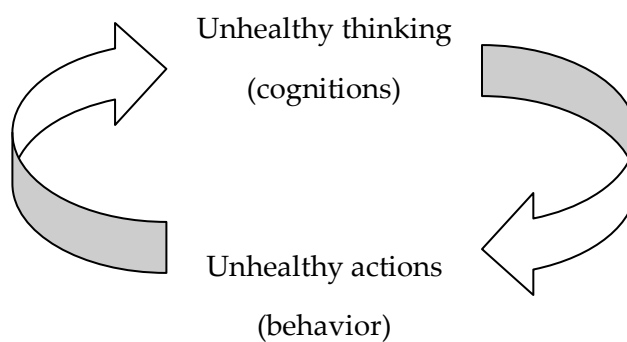 Unhealthy thinking
(cognitions)
Unhealthy actions
(behavior)